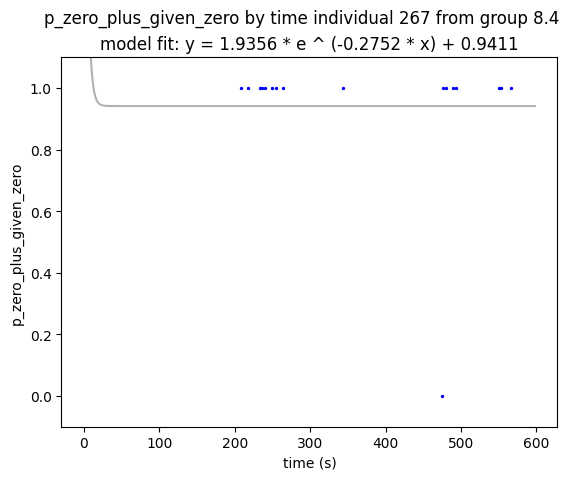 p_zero_plus_given_zero by time individual 267 from group 8.4
model fit: y = 1.9356 * e ^ (-0.2752 * x) + 0.9411
1.0
0.8
0.6
0.4
0.2
0.0
p_zero_plus_given_zero
0 100 200 300 400 500 600
time (s)